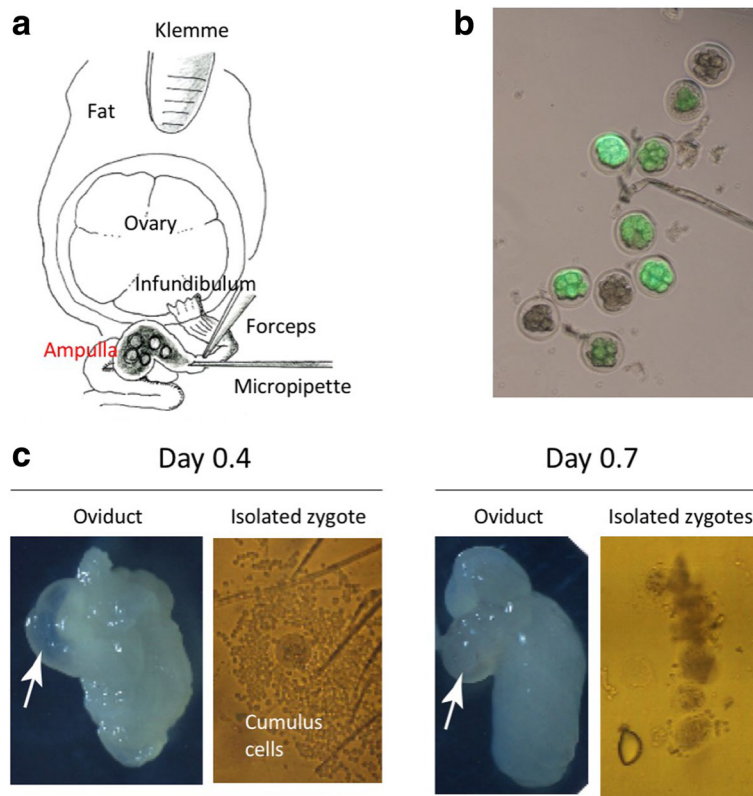 a
Klemme
Fat
Ovary
Infundibulum
Forceps
Ampulla
Micropipette
b
c
Day 0.4
Day 0.7
Oviduct
Isolated zygote
Oviduct
Isolated zygotes
Cumulus
cells